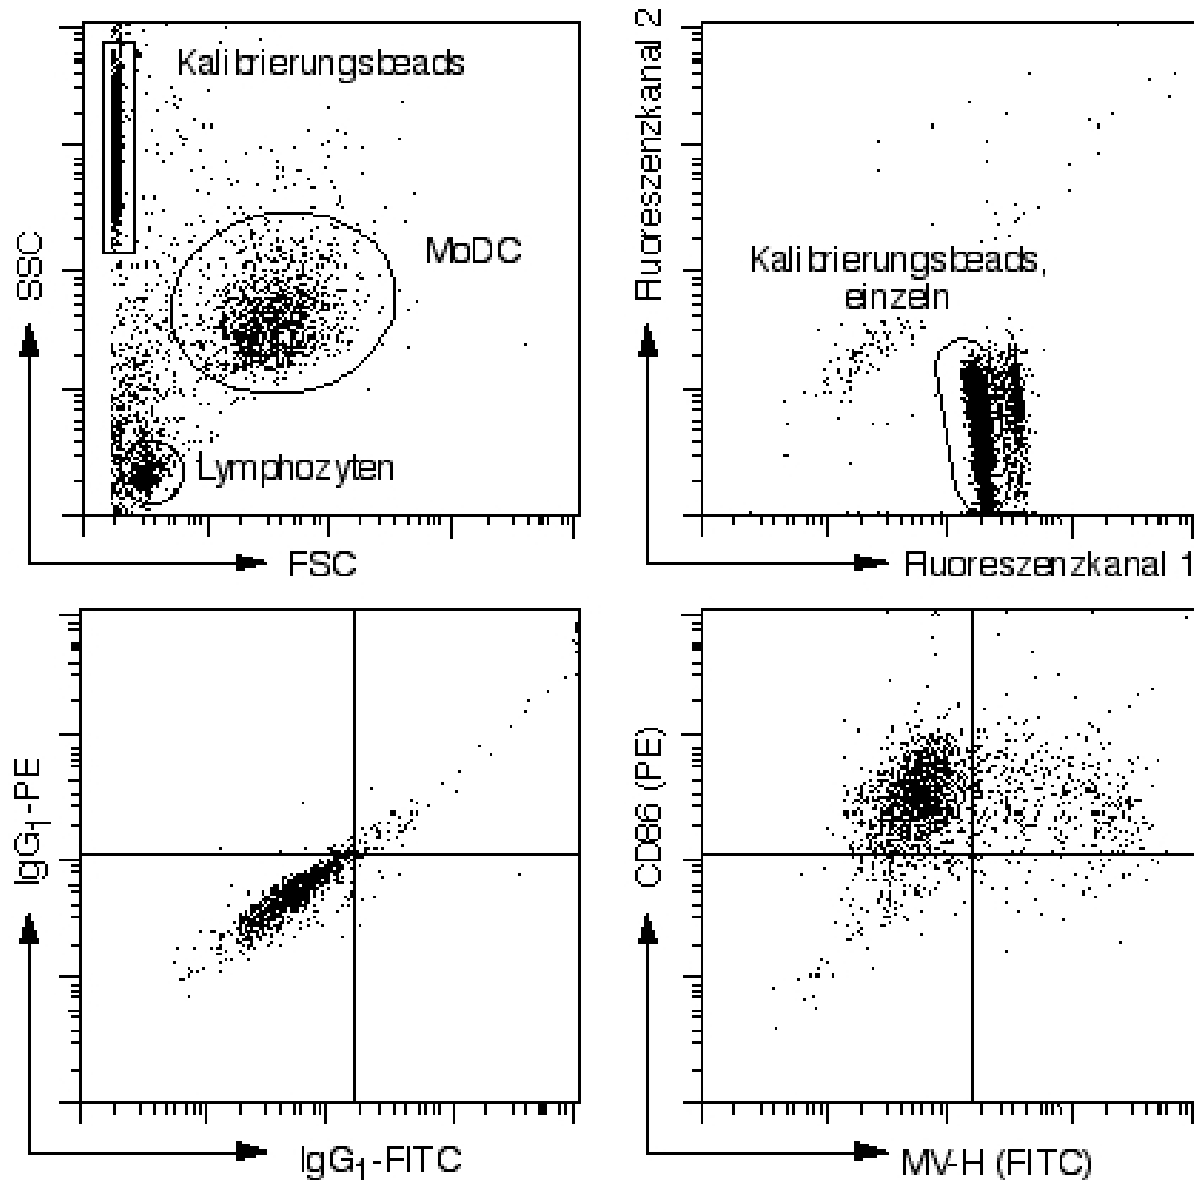 Kalibrierungsbeads
MoDC
Lymphozyten
SSC
FSC
Fluoreszenzkanal 2
Kalibrierungsbeads,
einzeln
Fluoreszenzkanal 1
IgG₁-PE
IgG₁-FITC
CD86 (PE)
MV-H (FITC)